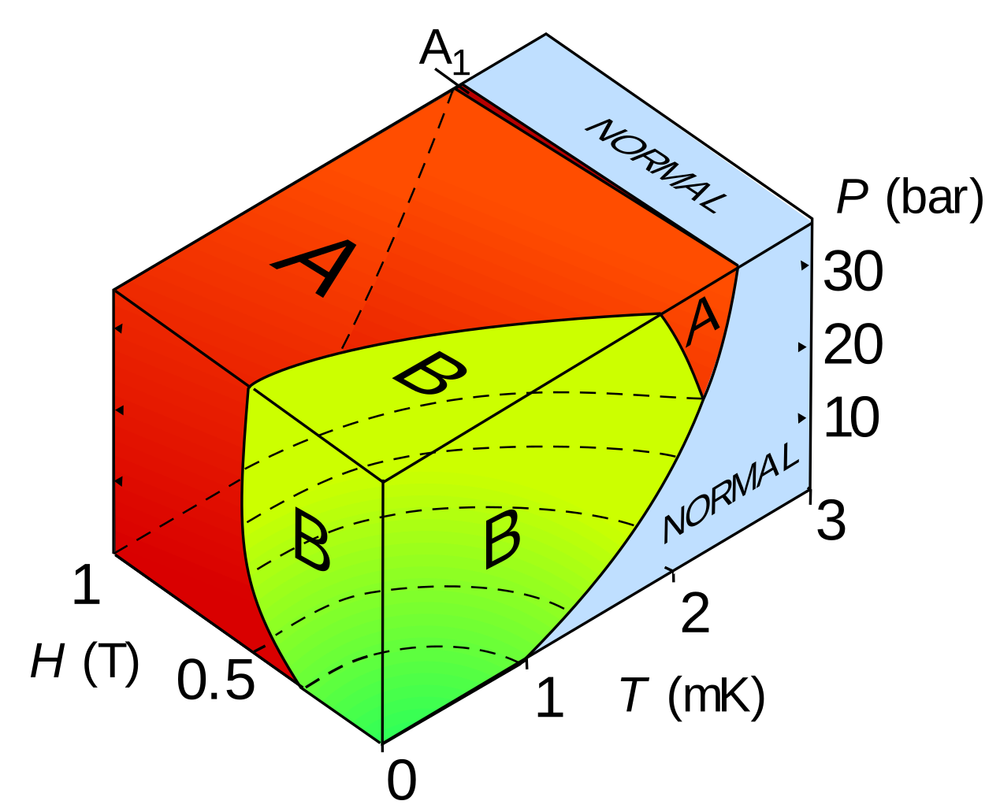 A1
NORMAL
P (bar)
30
A
A
20
B
10
NORMAL
B
B
3
1
2
H (T)
0.5
1
T (mK)
0